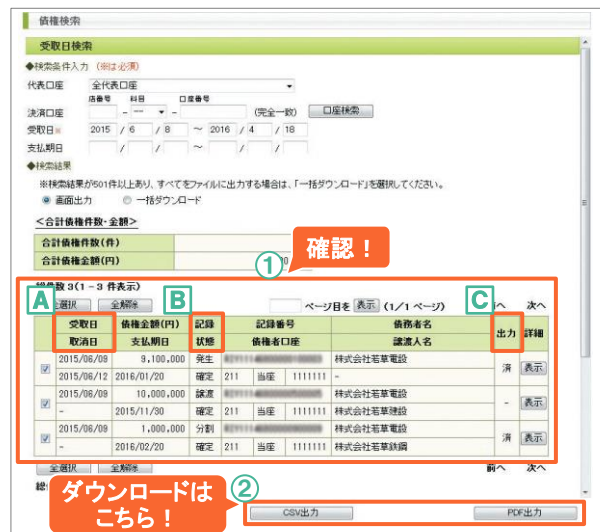 債権検索
受取日検索
◆検索条件入力 (※は必須)
代表口座 全代表口座
店番号 科目 口座番号
決済口座 - -- - (完全一致) 口座検索
受取日※ 2015 / 6 / 8 ～ 2016 / 4 / 18
支払期日 / / ～ / /
◆検索結果
※検索結果が501件以上あり、すべてをファイルに出力する場合は、「一括ダウンロード」を選択してください。
画面出力 一括ダウンロード
<合計債権件数・金額>
合計債権件数(件)
合計債権金額(円)
① 確認！
総件数 3(1 - 3 件表示)
A 全選択 全解除 B ページ目を 表示 (1/1 ページ) C 前へ 次へ
受取日 債権金額(円) 記録 記録番号 債務者名 出力 詳細
取消日 支払期日 状態 債権者口座 譲渡人名
2015/06/09 9,100,000 発生 株式会社若草電設 済 表示
2015/06/12 2016/01/20 確定 211 当座 1111111 -
2015/06/09 10,000,000 譲渡 株式会社若草電設 - 表示
- 2015/11/30 確定 211 当座 1111111 株式会社若草建設
2015/06/09 1,000,000 分割 株式会社若草電設 済 表示
- 2016/02/20 確定 211 当座 1111111 株式会社若草鉄鋼
全選択 全解除 前へ 次へ
総
ダウンロードは
こちら！
② CSV出力 PDF出力